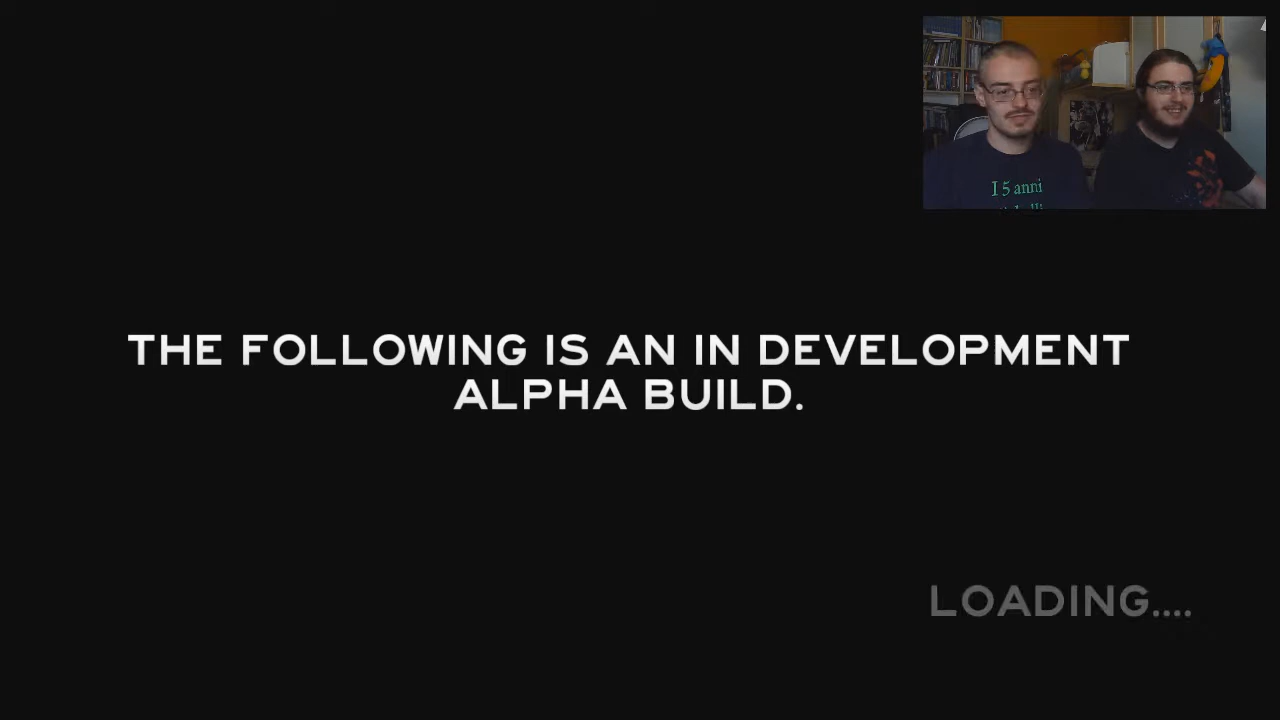 I 5 anni
THE FOLLOWING IS AN IN DEVELOPMENT
ALPHA BUILD.
LOADING....